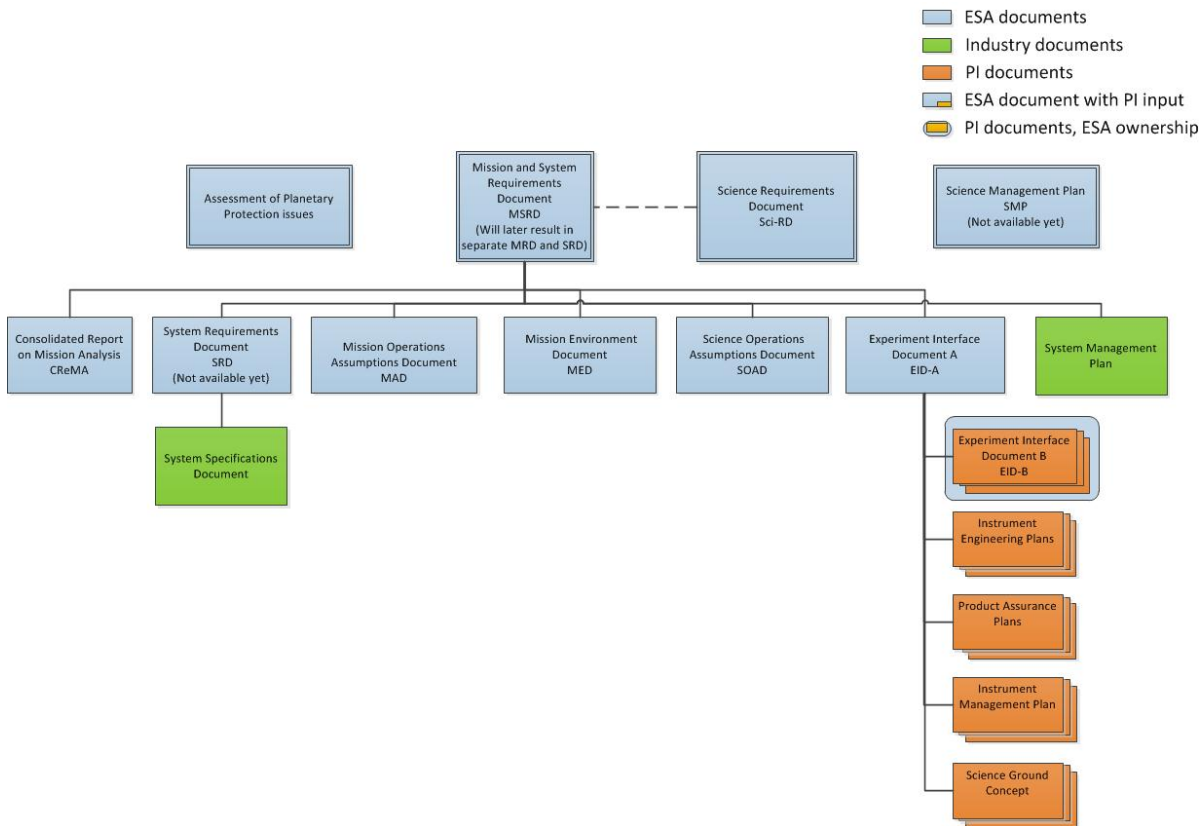 ESA documents
Industry documents
PI documents
ESA document with PI input
PI documents, ESA ownership
Assessment of Planetary
Protection issues
Mission and System
Requirements
Document
MSRD
(Will later result in
separate MRD and SRD)
Science Requirements
Document
Sci-RD
Science Management Plan
SMP
(Not available yet)
Consolidated Report
on Mission Analysis
CReMA
System Requirements
Document
SRD
(Not available yet)
Mission Operations
Assumptions Document
MAD
Mission Environment
Document
MED
Science Operations
Assumptions Document
SOAD
Experiment Interface
Document A
EID-A
System Management
Plan
System Specifications
Document
Experiment Interface
Document B
EID-B
Instrument
Engineering Plans
Product Assurance
Plans
Instrument
Management Plan
Science Ground
Concept